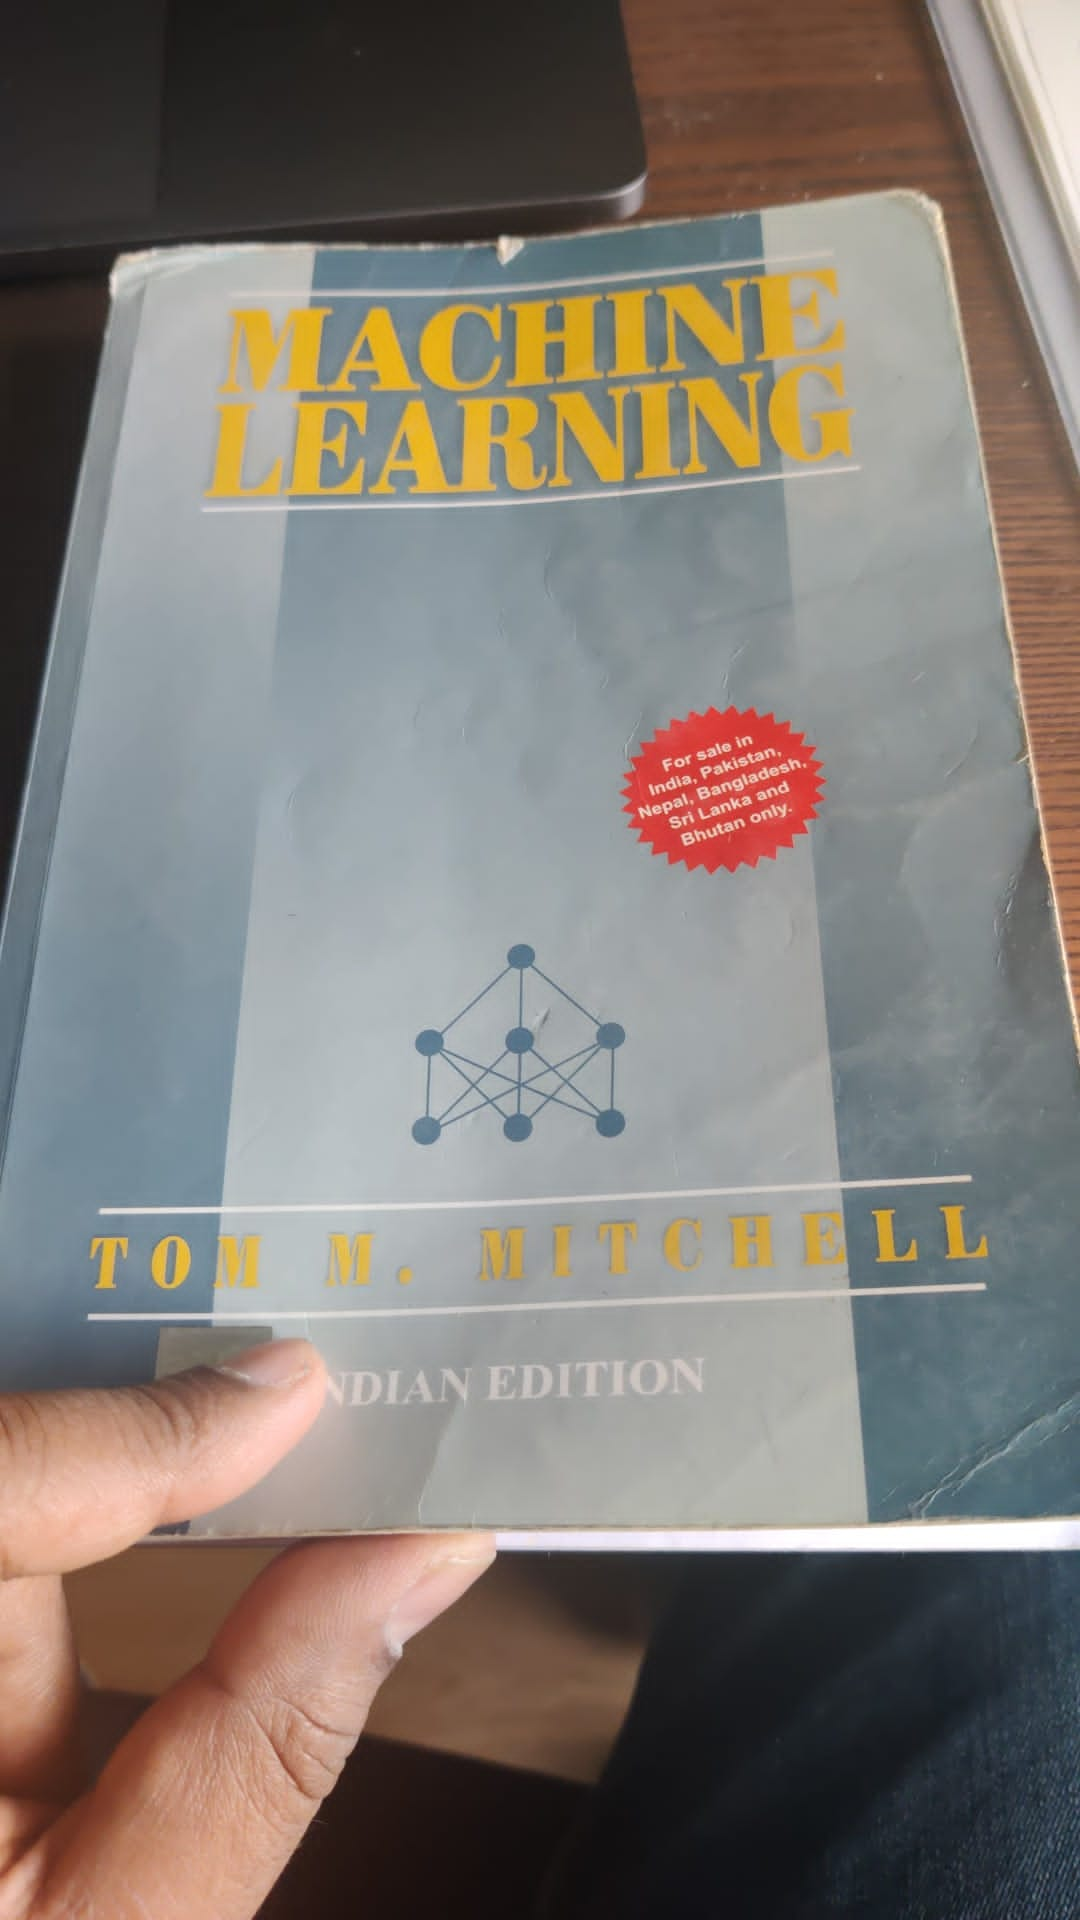 MACHINE
LEARNING
For sale in
India, Pakistan,
Nepal, Bangladesh,
Sri Lanka and
Bhutan only.
TOM M. MITCHELL
NDIAN EDITION